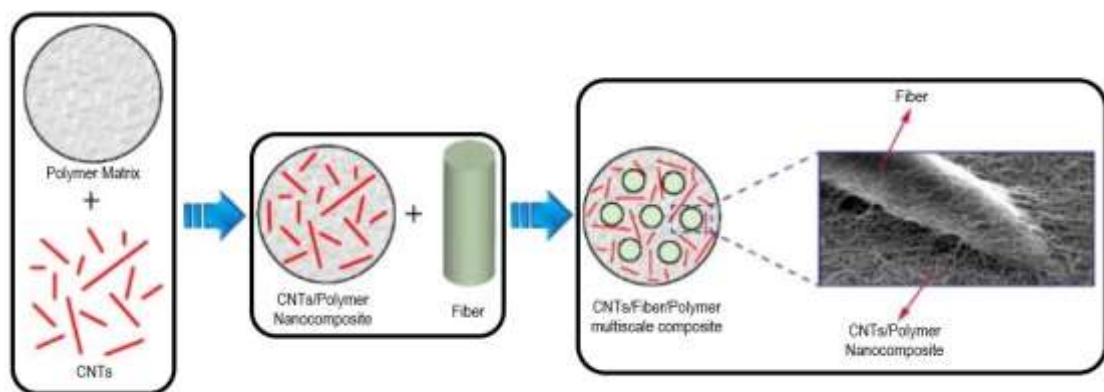 Polymer Matrix
+
CNTs
CNTs/Polymer
Nanocomposite
+
Fiber
CNTs/Fiber/Polymer
multiscale composite
Fiber
CNTs/Polymer
Nanocomposite